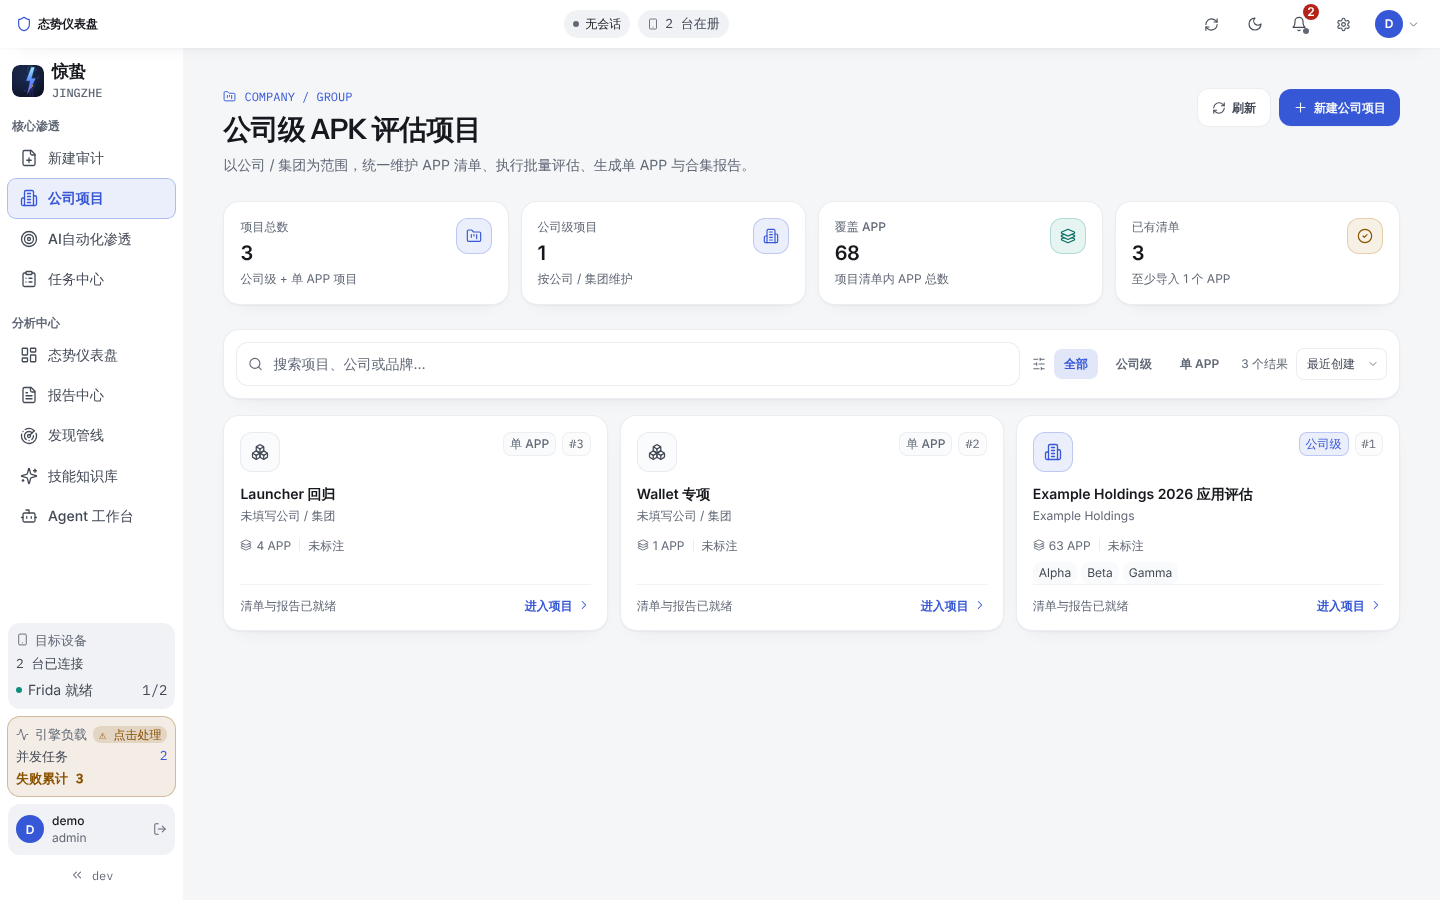 态势仪表盘
无会话
2 台在册
2
D
惊蛰
JINGZHE
核心渗透
新建审计
公司项目
AI自动化渗透
任务中心
分析中心
态势仪表盘
报告中心
发现管线
技能知识库
Agent 工作台
目标设备
2 台已连接
Frida 就绪 1/2
引擎负载 ⚠ 点击处理
并发任务 2
失败累计 3
D
demo
admin
dev
COMPANY / GROUP
公司级 APK 评估项目
以公司 / 集团为范围，统一维护 APP 清单、执行批量评估、生成单 APP 与合集报告。
刷新
新建公司项目
项目总数
3
公司级 + 单 APP 项目
公司级项目
1
按公司 / 集团维护
覆盖 APP
68
项目清单内 APP 总数
已有清单
3
至少导入 1 个 APP
搜索项目、公司或品牌...
全部
公司级
单 APP
3 个结果
最近创建
单 APP #3
Launcher 回归
未填写公司 / 集团
4 APP 未标注
清单与报告已就绪 进入项目
单 APP #2
Wallet 专项
未填写公司 / 集团
1 APP 未标注
清单与报告已就绪 进入项目
公司级 #1
Example Holdings 2026 应用评估
Example Holdings
63 APP 未标注
Alpha Beta Gamma
清单与报告已就绪 进入项目